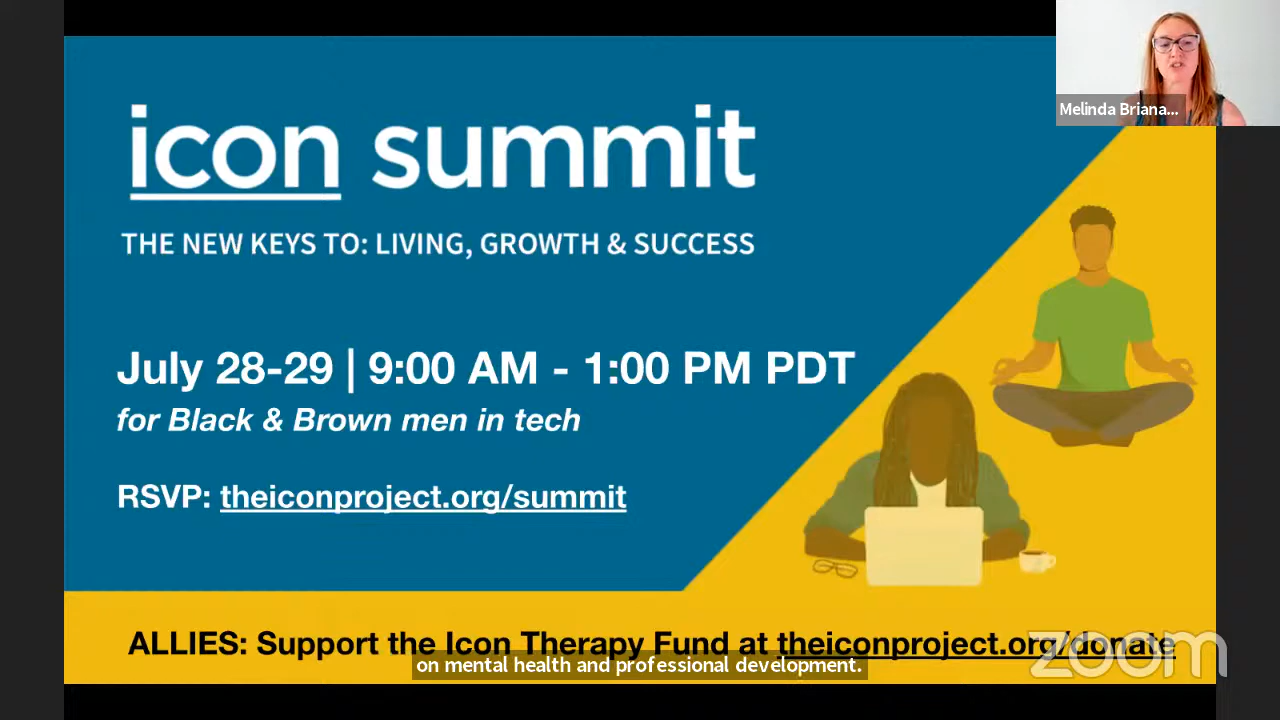 Melinda Briana...
icon summit
THE NEW KEYS TO: LIVING, GROWTH & SUCCESS
July 28-29 | 9:00 AM - 1:00 PM PDT
for Black & Brown men in tech
RSVP: theiconproject.org/summit
ALLIES: Support the Icon Therapy Fund at theiconproject.org/donate
on mental health and professional development.
zoom